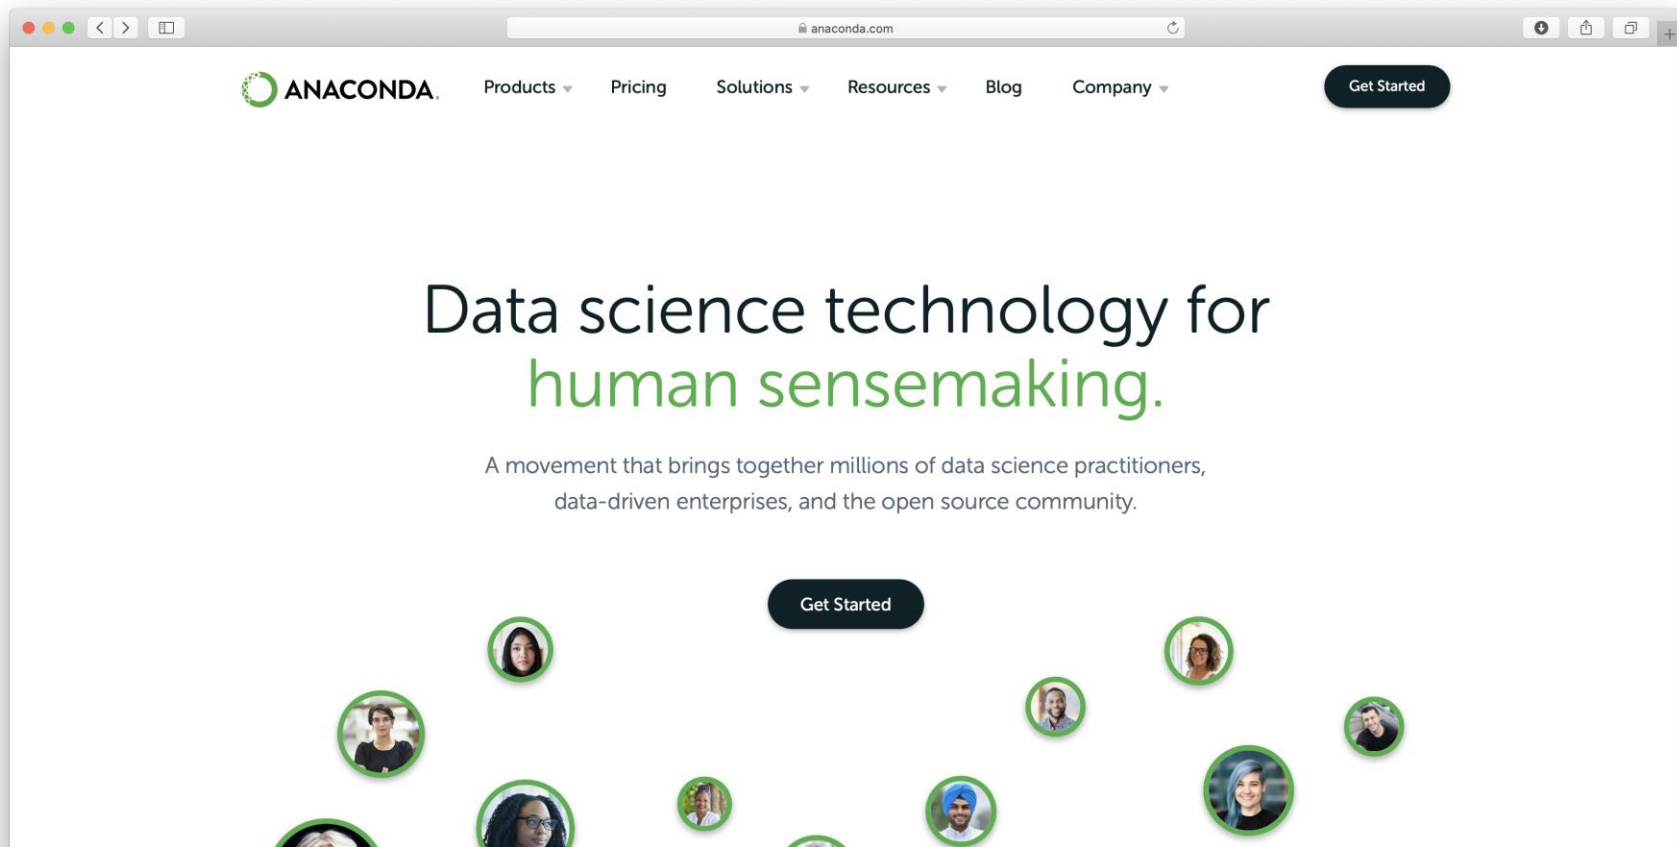 anaconda.com
ANACONDA.
Products
Pricing
Solutions
Resources
Blog
Company
Get Started
Data science technology for
human sensemaking.
A movement that brings together millions of data science practitioners,
data-driven enterprises, and the open source community.
Get Started